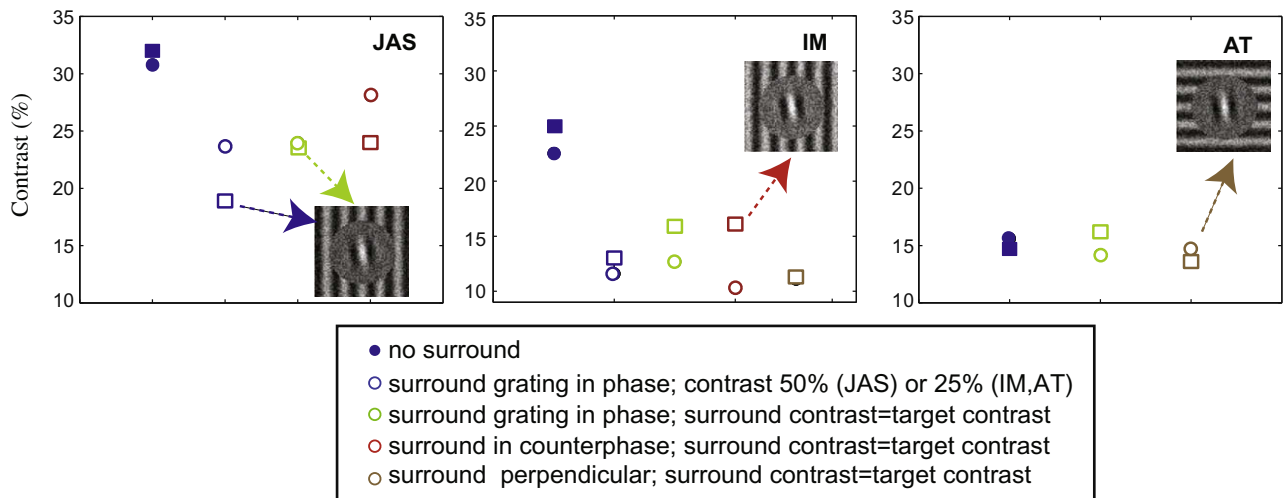 JAS
IM
AT
Contrast (%)
35
30
25
20
15
10
35
30
25
20
15
10
35
30
25
20
15
10
no surround
surround grating in phase; contrast 50% (JAS) or 25% (IM,AT)
surround grating in phase; surround contrast=target contrast
surround in counterphase; surround contrast=target contrast
surround perpendicular; surround contrast=target contrast